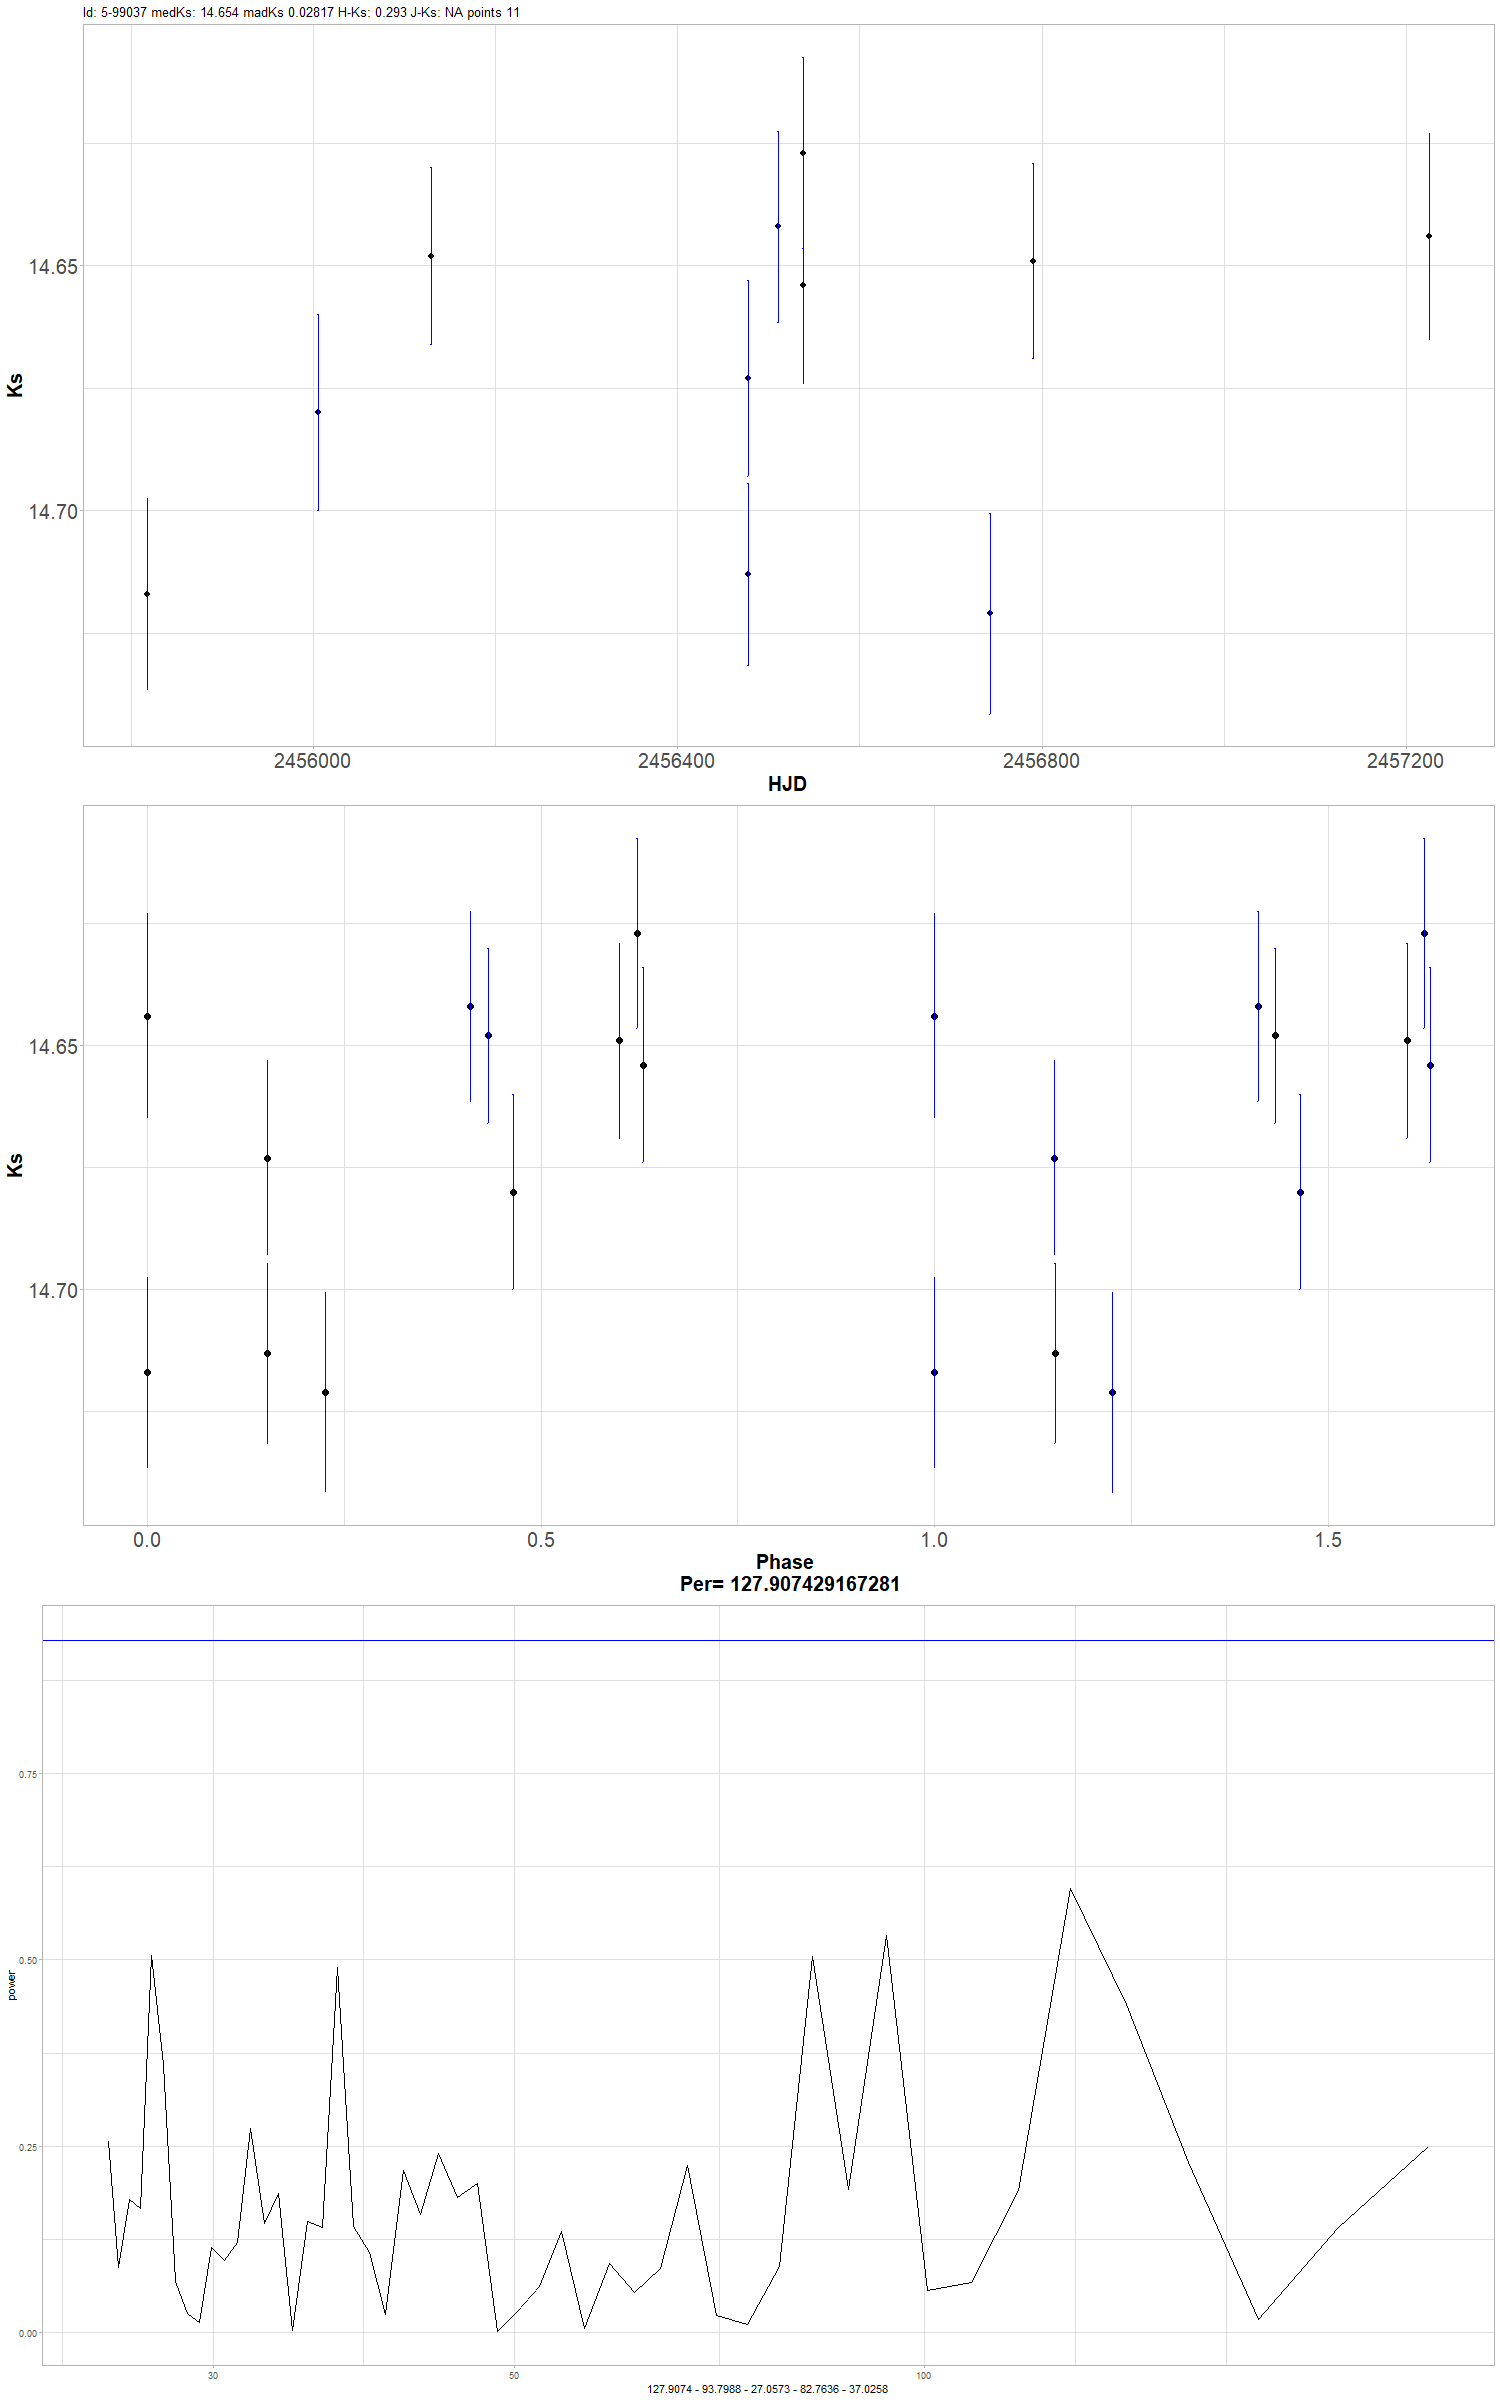 Id: 5-99037 medKs: 14.654 madKs 0.02817 H-Ks: 0.293 J-Ks: NA points 11
14.65
14.70
Ks
2456000 2456400 2456800 2457200
HJD
14.65
14.70
Ks
0.0 0.5 1.0 1.5
Phase
Per= 127.907429167281
0.75
0.50
0.25
0.00
power
30 50 100
127.9074 - 93.7988 - 27.0573 - 82.7636 - 37.0258